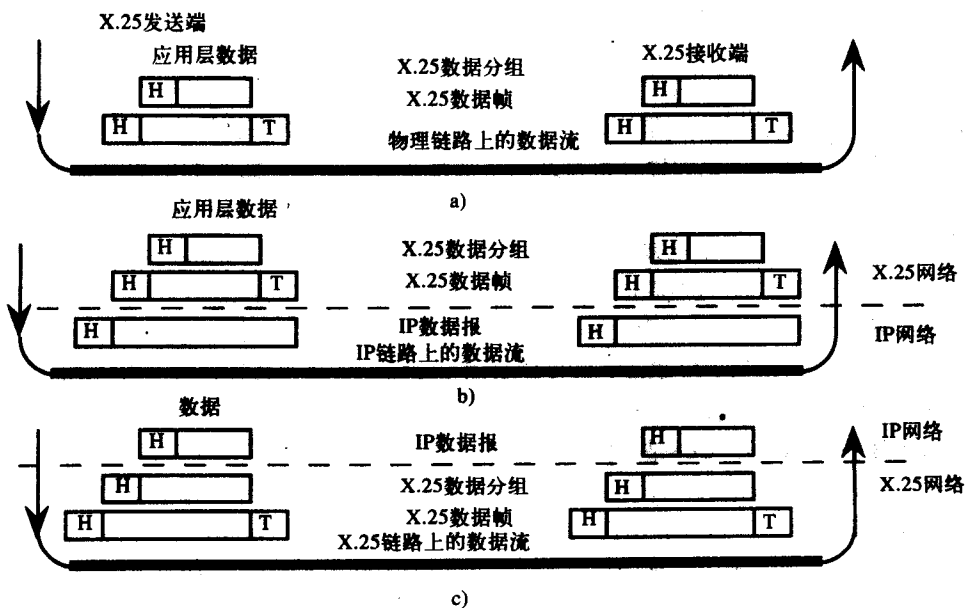 X.25发送端
应用层数据
X.25数据分组
X.25接收端
H
X.25数据帧
H
H
T
H
T
物理链路上的数据流
a)
应用层数据
H
X.25数据分组
H
H
T
X.25数据帧
H
T
X.25网络
H
IP数据报
H
IP网络
IP链路上的数据流
b)
数据
H
IP数据报
H
IP网络
H
X.25数据分组
H
X.25网络
H
T
X.25数据帧
H
T
X.25链路上的数据流
c)